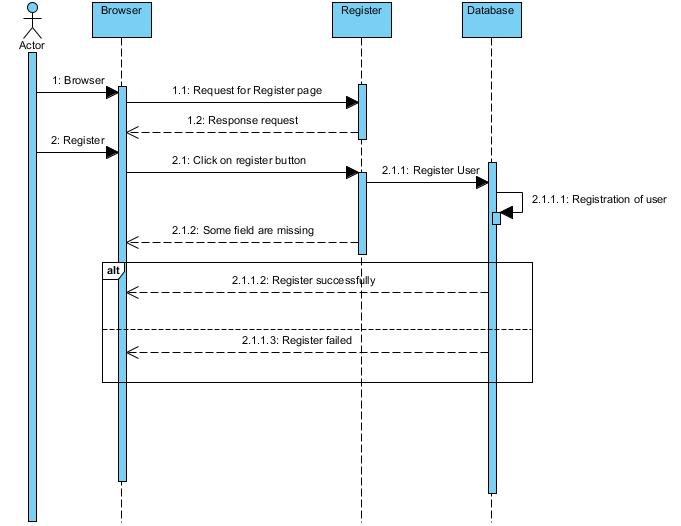 Browser
Register
Database
Actor
1: Browser
1.1: Request for Register page
1.2: Response request
2: Register
2.1: Click on register button
2.1.1: Register User
2.1.1.1: Registration of user
2.1.2: Some field are missing
alt
2.1.1.2: Register successfully
2.1.1.3: Register failed